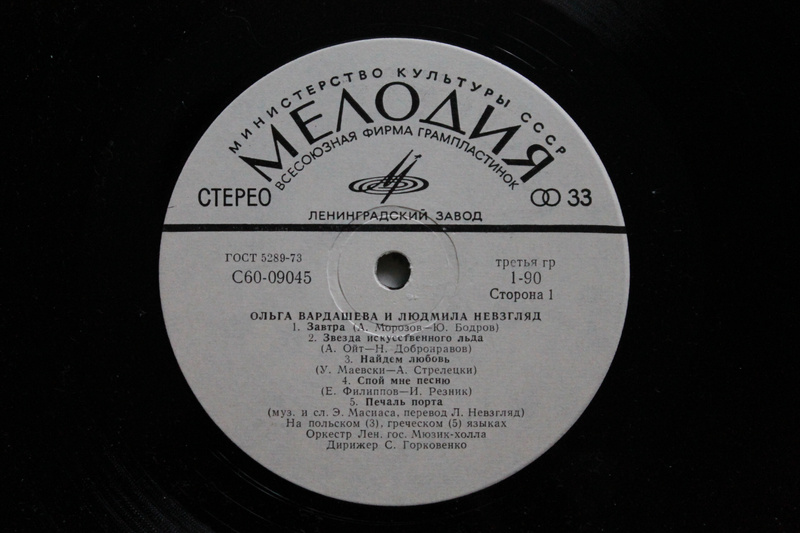 МИНИСТЕРСТВО КУЛЬТУРЫ СССР
МЕЛОДИЯ
ВСЕСОЮЗНАЯ ФИРМА ГРАМПЛАСТИНОК
СТЕРЕО
33
ЛЕНИНГРАДСКИЙ ЗАВОД
ГОСТ 5289-73
третья гр
С60-09045
1-90
Сторона 1
ОЛЬГА ВАРДАШЕВА И ЛЮДМИЛА НЕВЗГЛЯД
1. Завтра (А. Морозов—Ю. Бодров)
2. Звезда искусственного льда
(А. Ойт—Н. Добронравов)
3. Найдем любовь
(У. Маевски—А. Стрелецки)
4. Спой мне песню
(Е. Филиппов—И. Резник)
5. Печаль порта
(муз. и сл. Э. Масиаса, перевод Л. Невзгляд)
На польском (3), греческом (5) языках
Оркестр Лен. гос. Мюзик-холла
Дирижер С. Горковенко